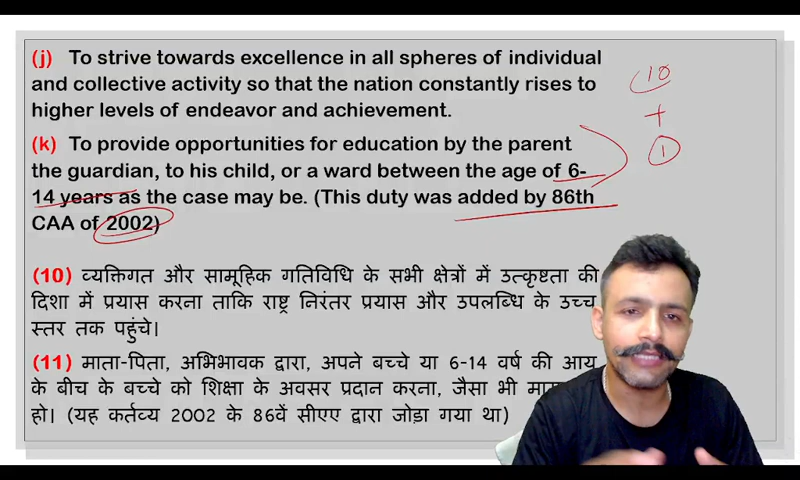 (j) To strive towards excellence in all spheres of individual
and collective activity so that the nation constantly rises to
higher levels of endeavor and achievement.
(k) To provide opportunities for education by the parent
the guardian, to his child, or a ward between the age of 6-
14 years as the case may be. (This duty was added by 86th
CAA of 2002)
10
+
1
(10) व्यक्तिगत और सामूहिक गतिविधि के सभी क्षेत्रों में उत्कृष्टता की
दिशा में प्रयास करना ताकि राष्ट्र निरंतर प्रयास और उपलब्धि के उच्च
स्तर तक पहुंचे।
(11) माता-पिता, अभिभावक द्वारा, अपने बच्चे या 6-14 वर्ष की आय
के बीच के बच्चे को शिक्षा के अवसर प्रदान करना, जैसा भी
हो। (यह कर्तव्य 2002 के 86वें सीएए द्वारा जोड़ा गया था)